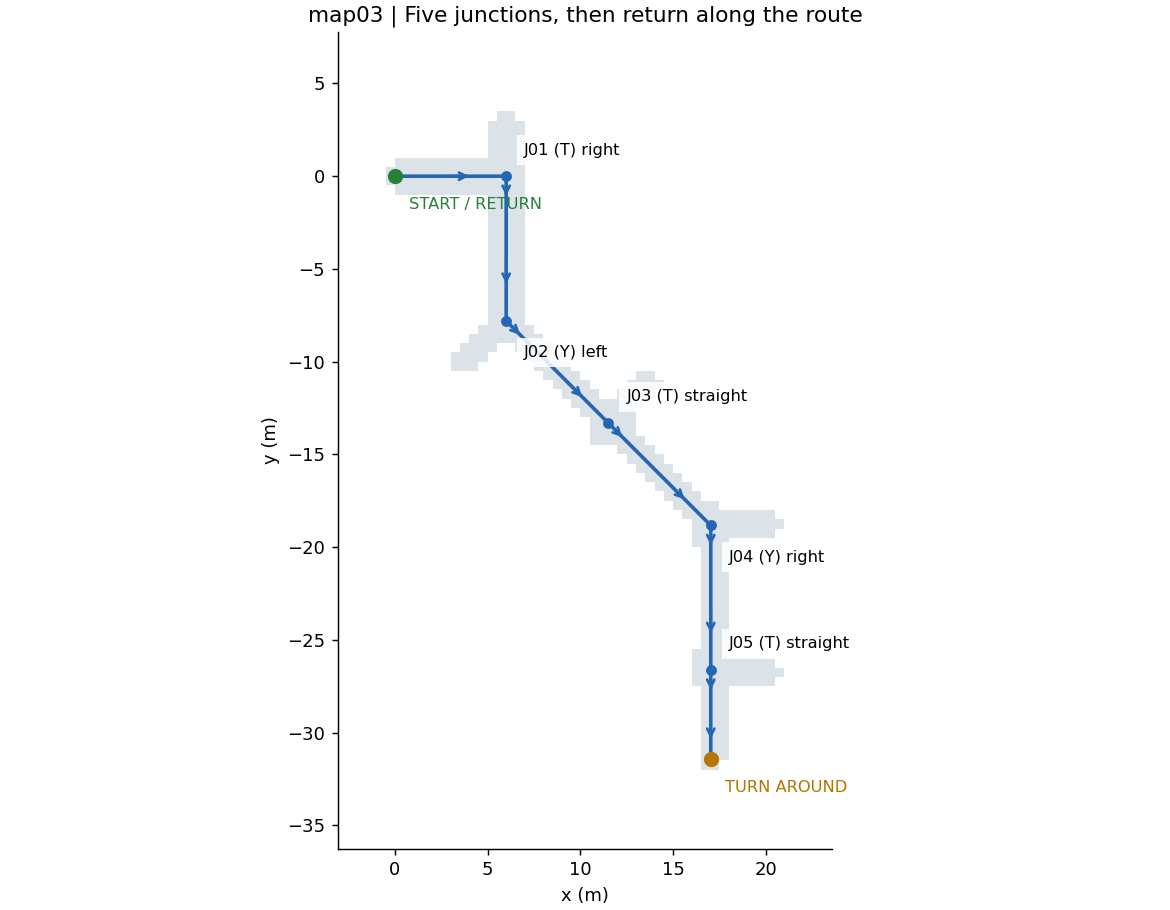 map03 | Five junctions, then return along the route
5
J01 (T) right
0
START / RETURN
−5
J02 (Y) left
−10
J03 (T) straight
y (m)
−15
−20
J04 (Y) right
−25
J05 (T) straight
−30
TURN AROUND
−35
0 5 10 15 20
x (m)